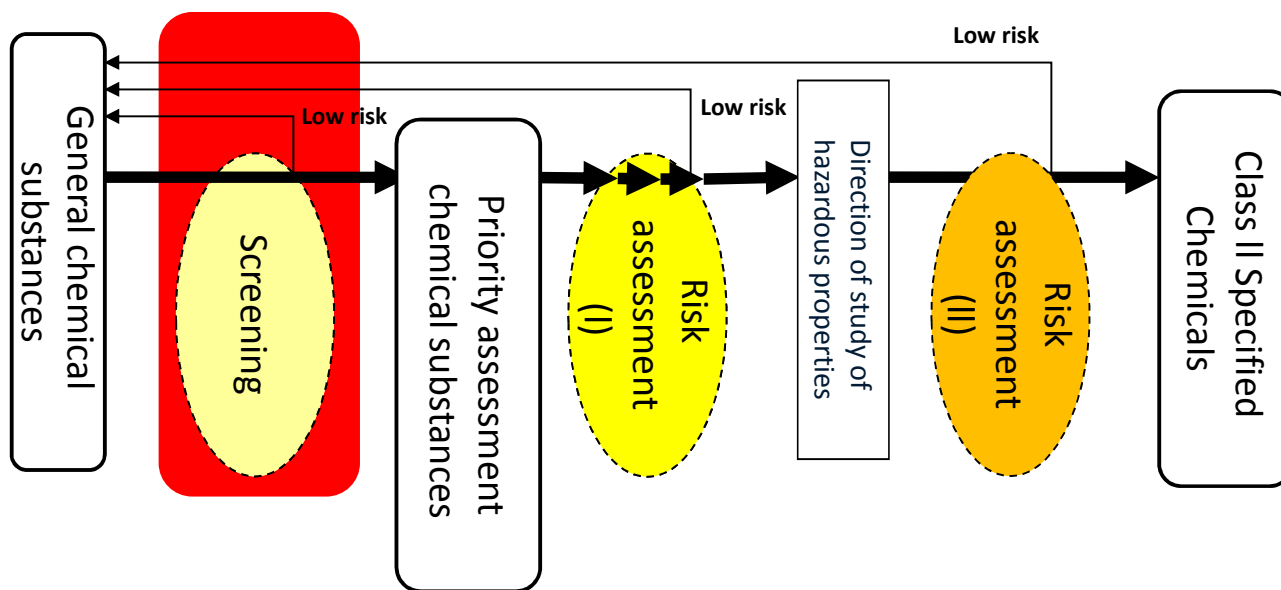 General chemical
substances
Screening
Low risk
Priority assessment
chemical substances
Risk
assessment
(I)
Low risk
Direction of study of
hazardous properties
Risk
assessment
(II)
Low risk
Class II Specified
Chemicals